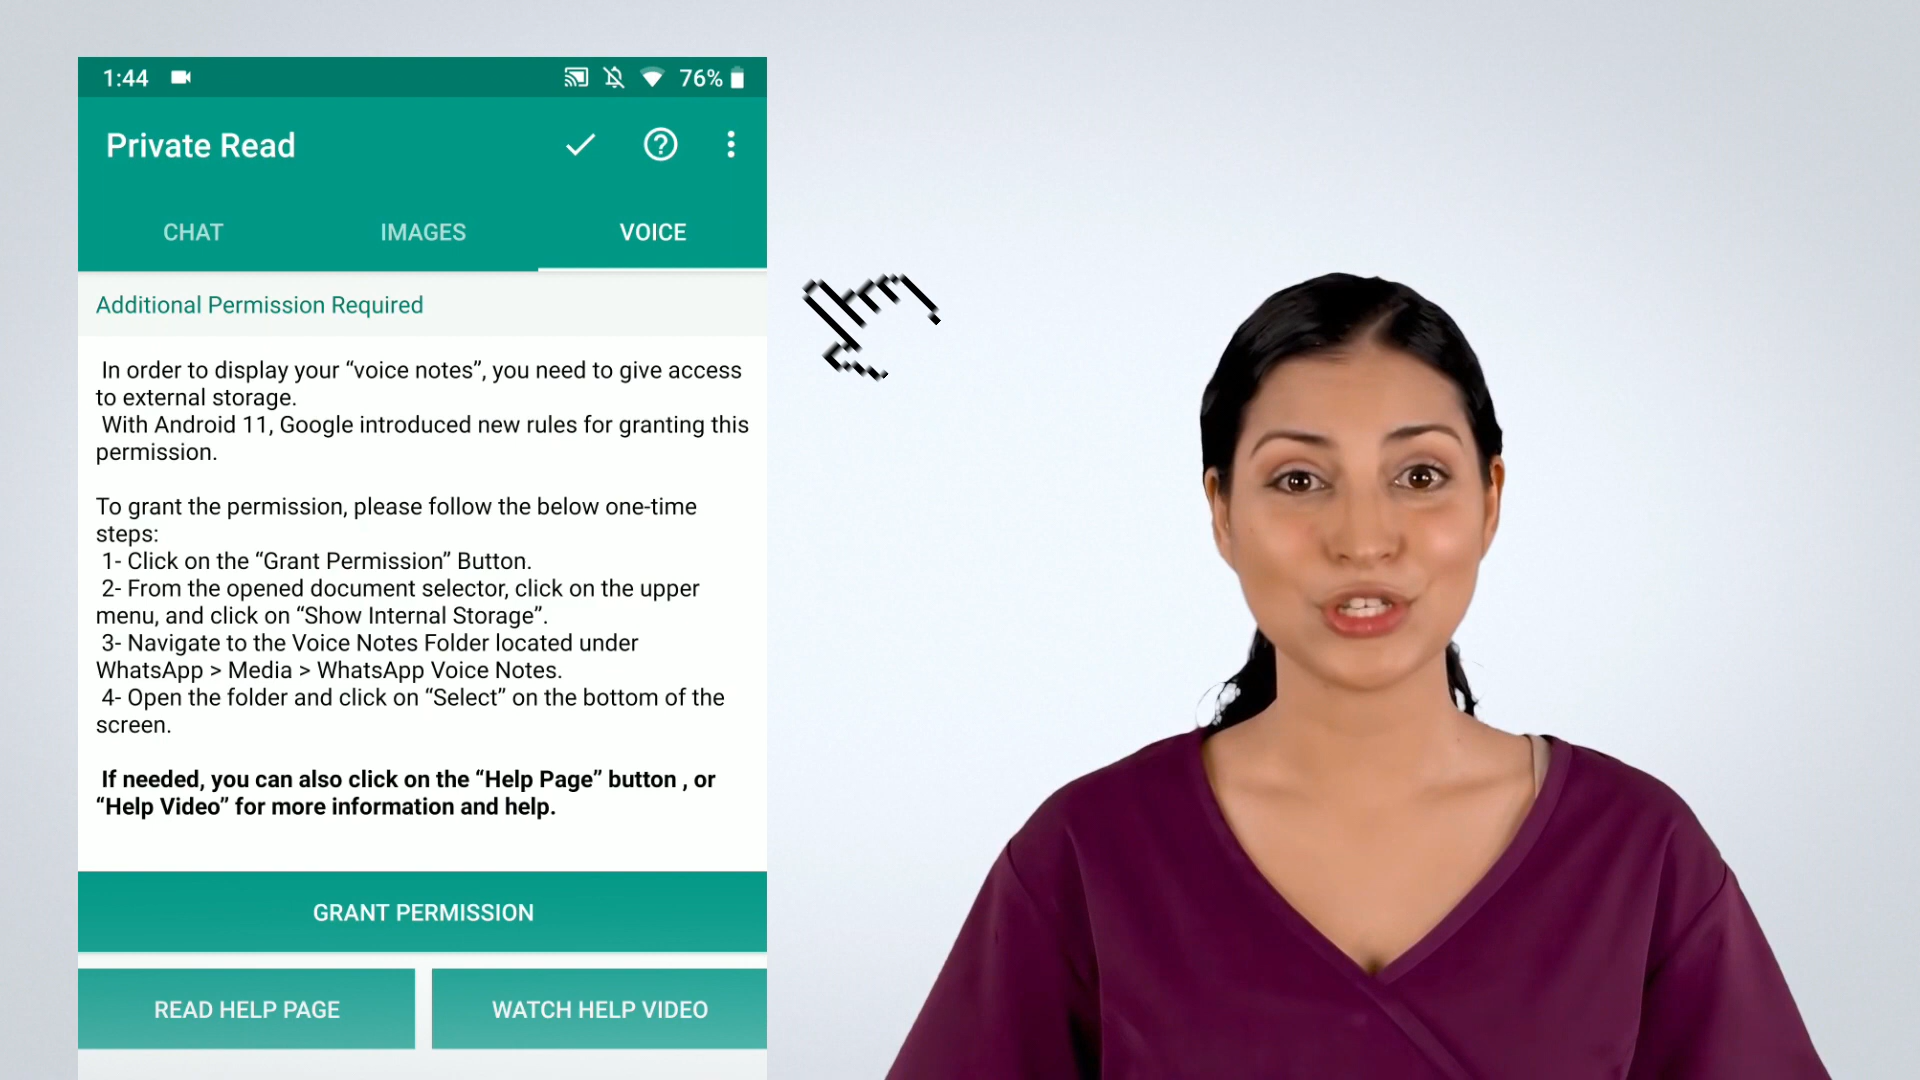 1:44 76%
Private Read
CHAT IMAGES VOICE
Additional Permission Required
In order to display your “voice notes”, you need to give access
to external storage.
With Android 11, Google introduced new rules for granting this
permission.
To grant the permission, please follow the below one-time
steps:
1- Click on the “Grant Permission” Button.
2- From the opened document selector, click on the upper
menu, and click on “Show Internal Storage”.
3- Navigate to the Voice Notes Folder located under
WhatsApp > Media > WhatsApp Voice Notes.
4- Open the folder and click on “Select” on the bottom of the
screen.
If needed, you can also click on the “Help Page” button , or
“Help Video” for more information and help.
GRANT PERMISSION
READ HELP PAGE WATCH HELP VIDEO